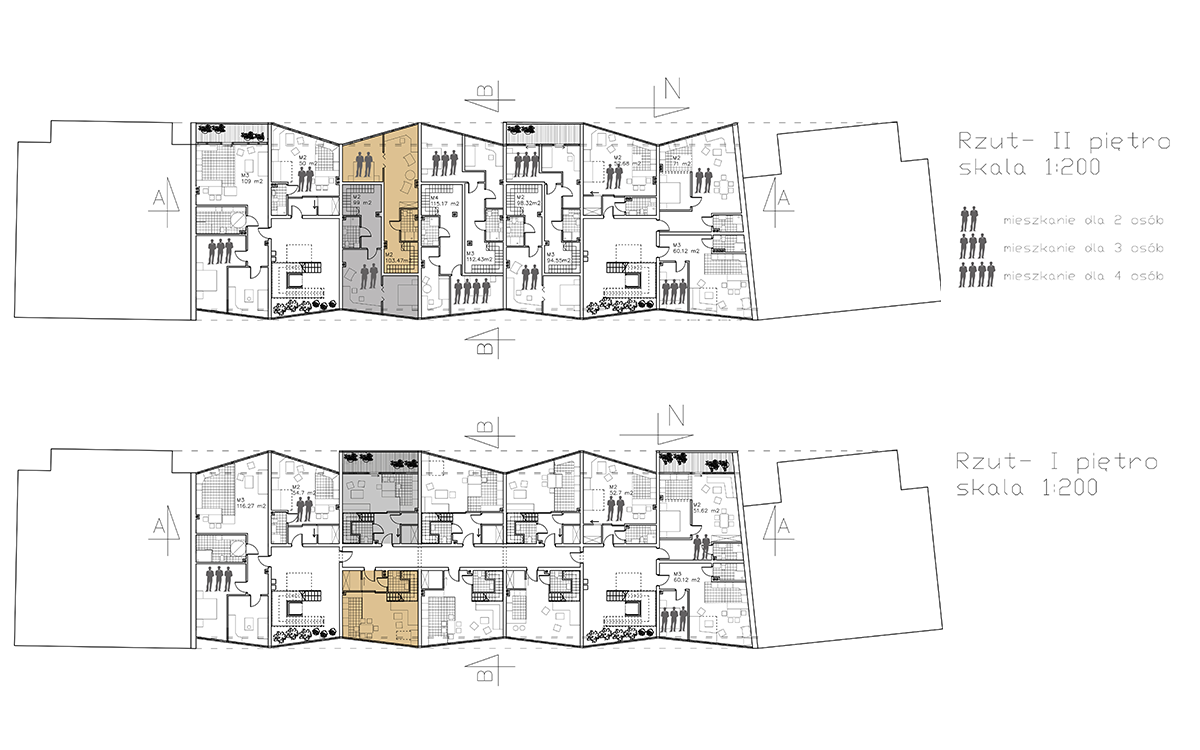 B
N
Rzut- II piętro
skala 1:200
A
A
M3
109 m2
M2
50 m2
M2
99 m2
M2
103.47m2
M4
115.17 m2
M3
112.43m2
M2
98.32m2
M3
94.55m2
M2
52.68 m2
M2
71 m2
M3
60.12 m2
mieszkanie dla 2 osób
mieszkanie dla 3 osób
mieszkanie dla 4 osób
B
B
N
Rzut- I piętro
skala 1:200
A
A
M3
116.27 m2
M2
54.7 m2
M2
52.7 m2
M2
51.62 m2
M3
60.12 m2
B